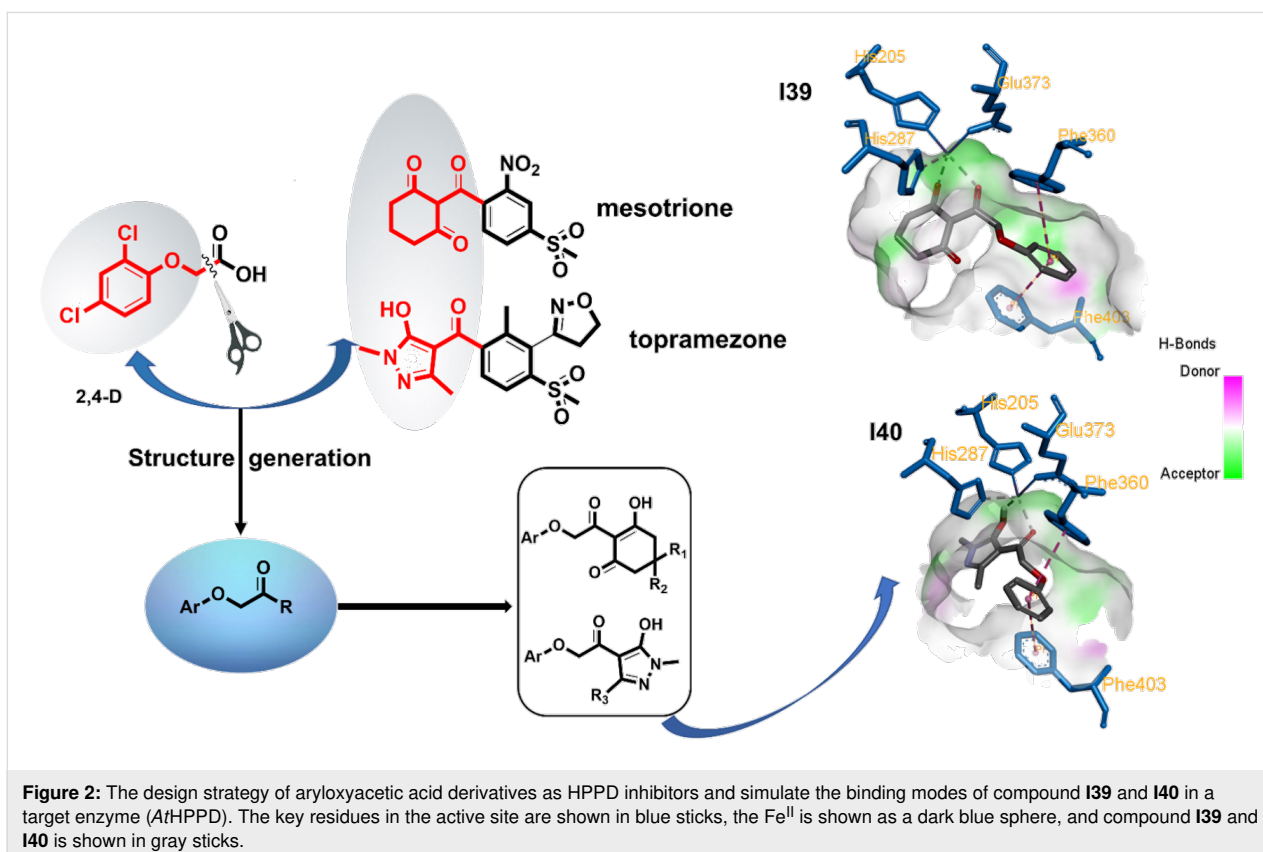 His205
I39
Glu373
His287
Phe360
Phe403
O
O
NO2
O
S
O
O
mesotrione
Cl
O
O
OH
Cl
2,4-D
HO
O
N
N
N
O
S
O
O
topramezone
H-Bonds
Donor
Acceptor
Structure generation
His205
I40
Glu373
His287
Phe360
Phe403
Ar
O
O
R
Ar
O
O
OH
O
R1
R2
Ar
O
O
OH
N
N
R3
Figure 2: The design strategy of aryloxyacetic acid derivatives as HPPD inhibitors and simulate the binding modes of compound I39 and I40 in a
target enzyme (AtHPPD). The key residues in the active site are shown in blue sticks, the FeII is shown as a dark blue sphere, and compound I39 and
I40 is shown in gray sticks.